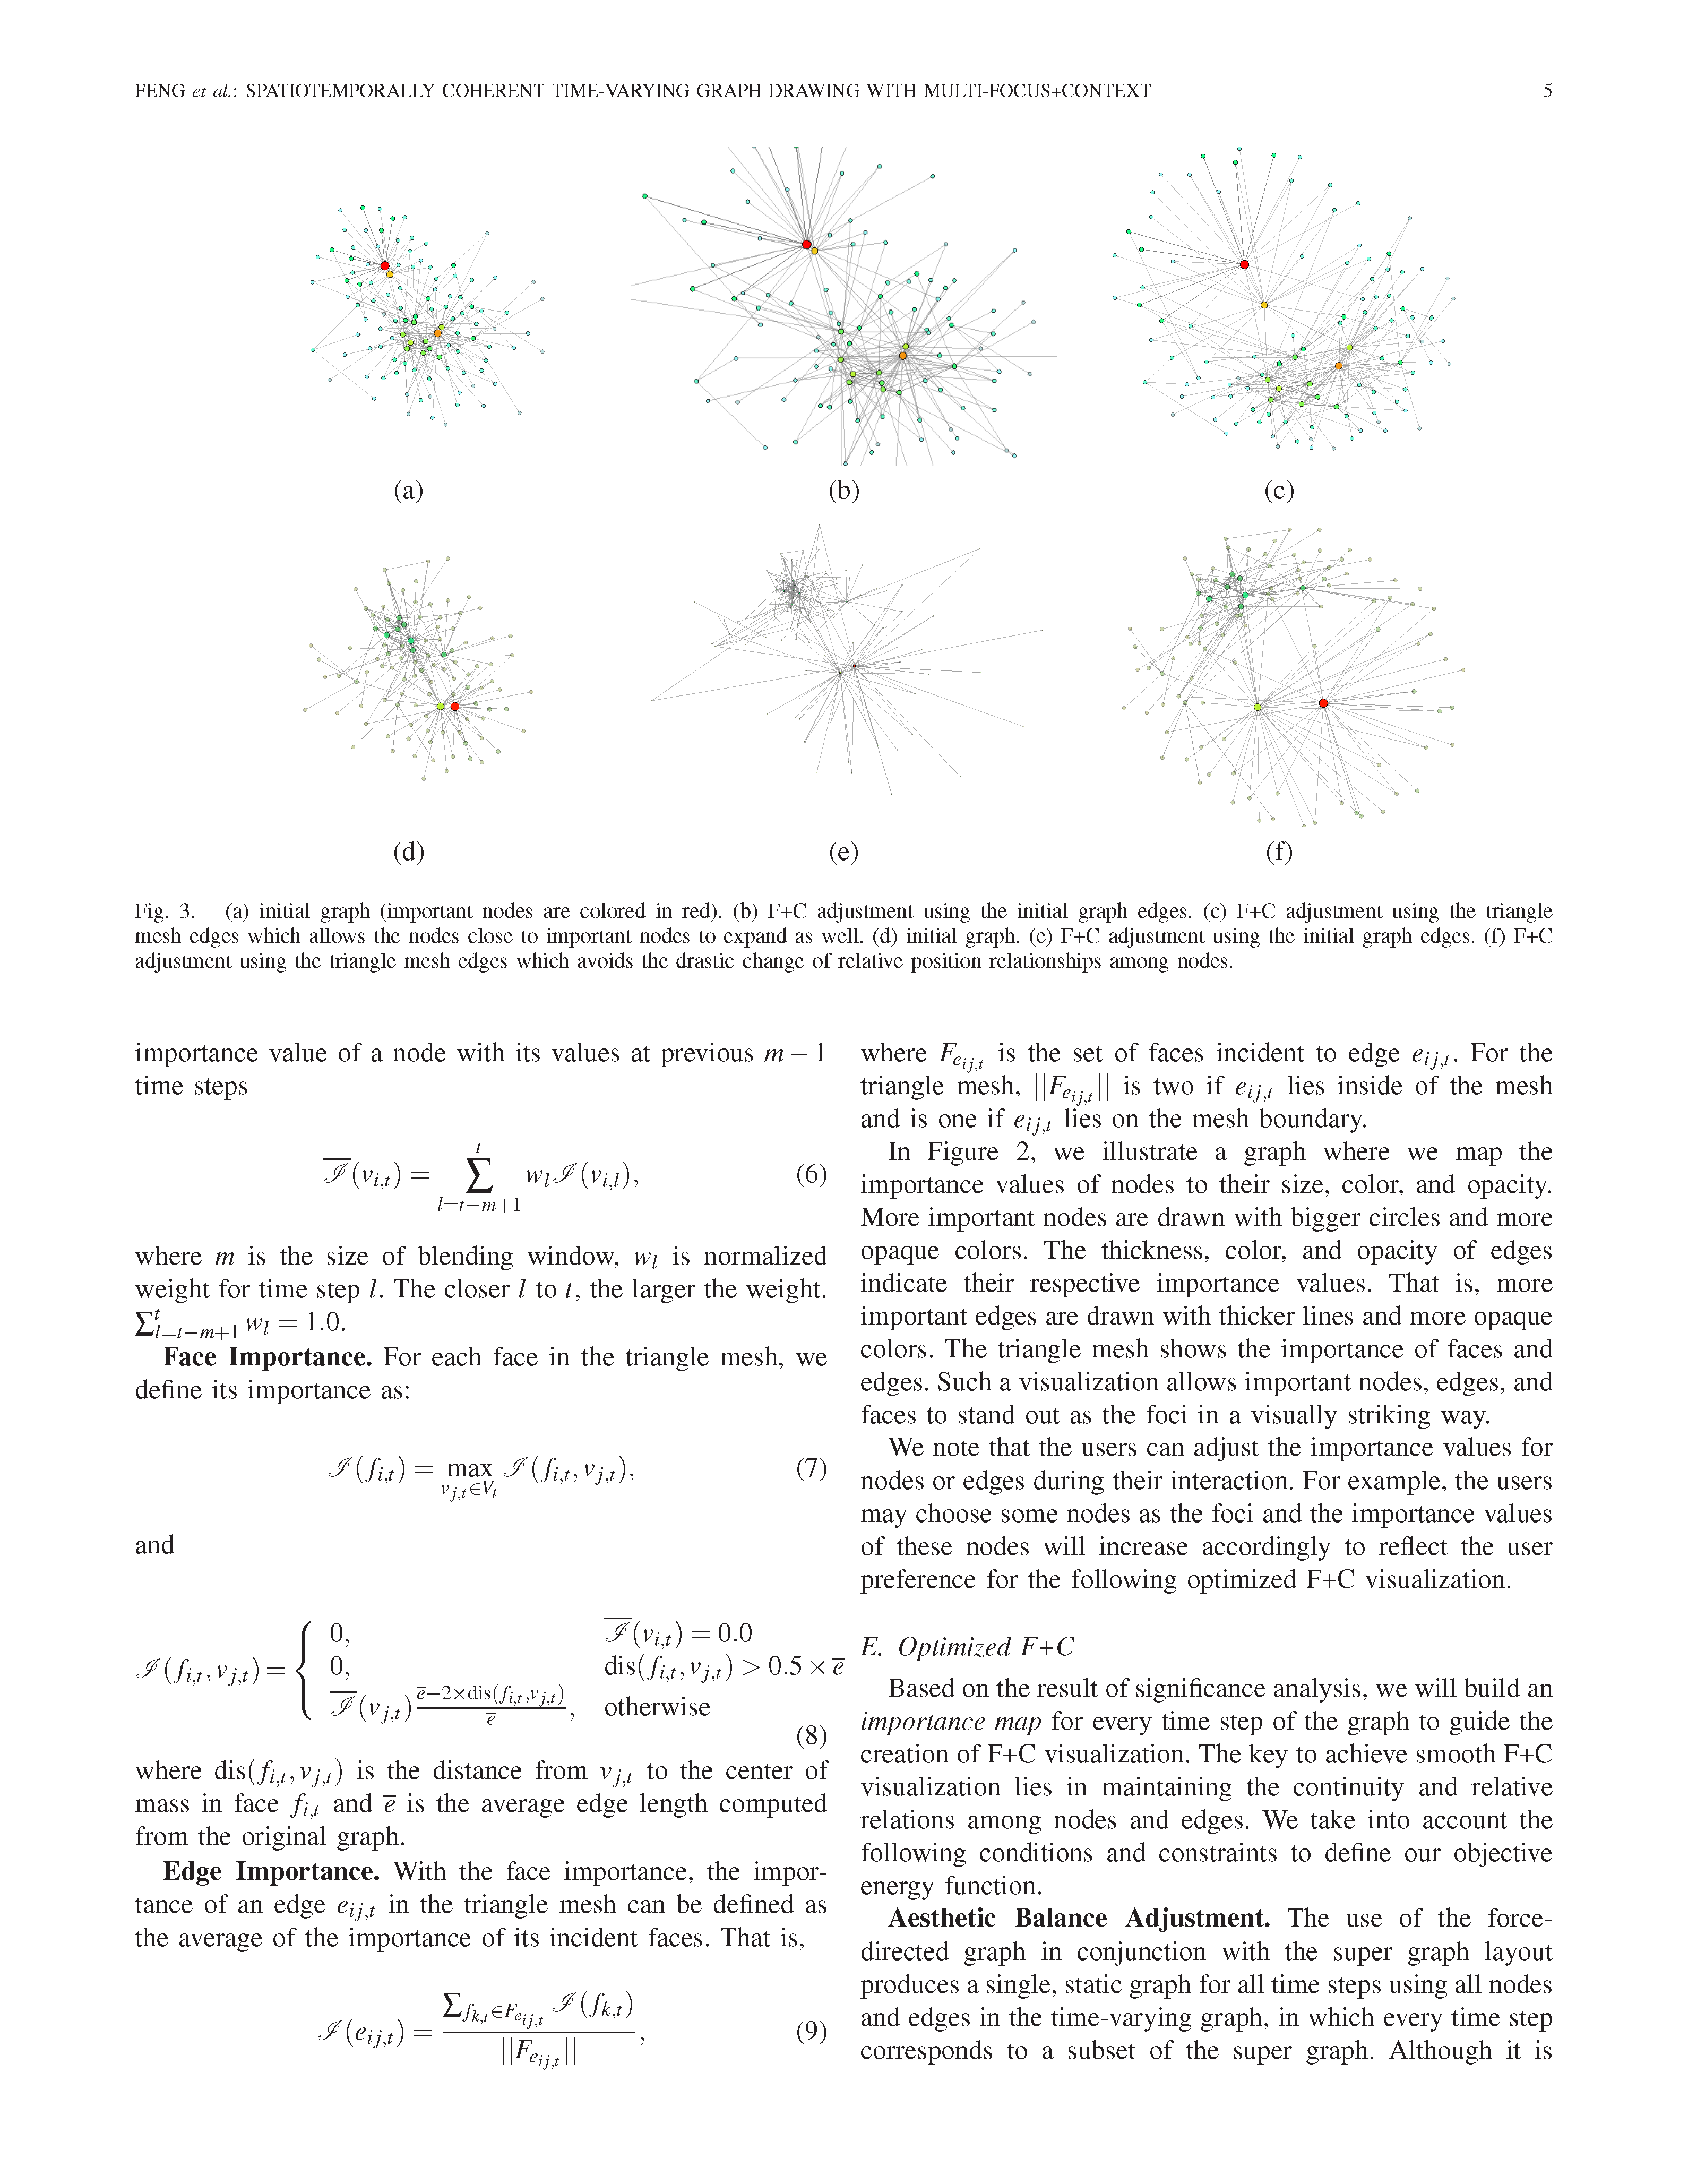 FENG et al.: SPATIOTEMPORALLY COHERENT TIME-VARYING GRAPH DRAWING WITH MULTI-FOCUS+CONTEXT 5
(a) (b) (c)
(d) (e) (f)
Fig. 3. (a) initial graph (important nodes are colored in red). (b) F+C adjustment using the initial graph edges. (c) F+C adjustment using the triangle
mesh edges which allows the nodes close to important nodes to expand as well. (d) initial graph. (e) F+C adjustment using the initial graph edges. (f) F+C
adjustment using the triangle mesh edges which avoids the drastic change of relative position relationships among nodes.
importance value of a node with its values at previous m − 1
time steps
$\overline{\mathscr{I}}(v_{i,t}) = \sum_{l=t-m+1}^{t} w_l \mathscr{I}(v_{i,l}),$ (6)
where m is the size of blending window, $w_l$ is normalized
weight for time step l. The closer l to t, the larger the weight.
$\sum_{l=t-m+1}^{t} w_l = 1.0.$
Face Importance. For each face in the triangle mesh, we
define its importance as:
$\mathscr{I}(f_{i,t}) = \max_{v_{j,t} \in V_t} \mathscr{I}(f_{i,t}, v_{j,t}),$ (7)
and
$\mathscr{I}(f_{i,t}, v_{j,t}) = \begin{cases} 0, & \overline{\mathscr{I}}(v_{i,t}) = 0.0 \\ 0, & \text{dis}(f_{i,t}, v_{j,t}) > 0.5 \times \overline{e} \\ \overline{\mathscr{I}}(v_{j,t}) \frac{\overline{e} - 2 \times \text{dis}(f_{i,t}, v_{j,t})}{\overline{e}}, & \text{otherwise} \end{cases}$
(8)
where dis$(f_{i,t}, v_{j,t})$ is the distance from $v_{j,t}$ to the center of
mass in face $f_{i,t}$ and $\overline{e}$ is the average edge length computed
from the original graph.
Edge Importance. With the face importance, the impor-
tance of an edge $e_{ij,t}$ in the triangle mesh can be defined as
the average of the importance of its incident faces. That is,
$\mathscr{I}(e_{ij,t}) = \frac{\sum_{f_{k,t} \in F_{e_{ij,t}}} \mathscr{I}(f_{k,t})}{||F_{e_{ij,t}}||},$ (9)
where $F_{e_{ij,t}}$ is the set of faces incident to edge $e_{ij,t}$. For the
triangle mesh, $||F_{e_{ij,t}}||$ is two if $e_{ij,t}$ lies inside of the mesh
and is one if $e_{ij,t}$ lies on the mesh boundary.
In Figure 2, we illustrate a graph where we map the
importance values of nodes to their size, color, and opacity.
More important nodes are drawn with bigger circles and more
opaque colors. The thickness, color, and opacity of edges
indicate their respective importance values. That is, more
important edges are drawn with thicker lines and more opaque
colors. The triangle mesh shows the importance of faces and
edges. Such a visualization allows important nodes, edges, and
faces to stand out as the foci in a visually striking way.
We note that the users can adjust the importance values for
nodes or edges during their interaction. For example, the users
may choose some nodes as the foci and the importance values
of these nodes will increase accordingly to reflect the user
preference for the following optimized F+C visualization.
E. Optimized F+C
Based on the result of significance analysis, we will build an
importance map for every time step of the graph to guide the
creation of F+C visualization. The key to achieve smooth F+C
visualization lies in maintaining the continuity and relative
relations among nodes and edges. We take into account the
following conditions and constraints to define our objective
energy function.
Aesthetic Balance Adjustment. The use of the force-
directed graph in conjunction with the super graph layout
produces a single, static graph for all time steps using all nodes
and edges in the time-varying graph, in which every time step
corresponds to a subset of the super graph. Although it is